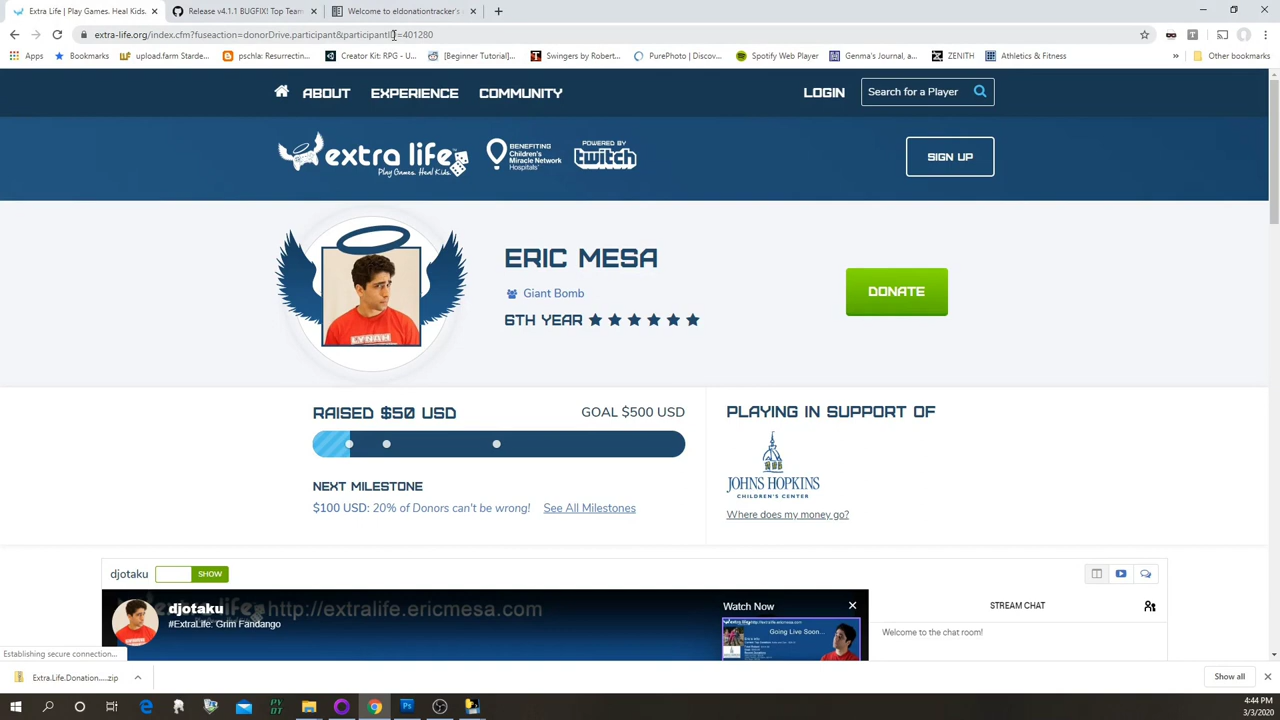 Extra Life | Play Games. Heal Kids.
Release v4.1.1 BUGFIX! Top Team
Welcome to eldonationtracker's
extra-life.org/index.cfm?fuseaction=donorDrive.participant&participantID=401280
Apps
Bookmarks
upload.farm Starte...
pschla: Resurrectin...
Creator Kit: RPG - U...
[Beginner Tutorial]...
Swingers by Robert...
PurePhoto | Discov...
Spotify Web Player
Genma's Journal, a...
ZENITH
Athletics & Fitness
»
Other bookmarks
ABOUT
EXPERIENCE
COMMUNITY
LOGIN
Search for a Player
extra life
Play Games. Heal Kids.
BENEFITING
Children's
Miracle Network
Hospitals
POWERED BY
twitch
SIGN UP
ERIC MESA
Giant Bomb
6TH YEAR
DONATE
LYNAH
RAISED $50 USD
GOAL $500 USD
NEXT MILESTONE
$100 USD: 20% of Donors can't be wrong!
See All Milestones
PLAYING IN SUPPORT OF
JOHNS HOPKINS
CHILDREN'S CENTER
Where does my money go?
djotaku
SHOW
http://extralife.ericmesa.com
djotaku
#ExtraLife: Grim Fandango
Watch Now
Going Live Soon...
STREAM CHAT
Welcome to the chat room!
Establishing secure connection...
Extra.Life.Donation.....zip
Show all
4:44 PM
3/3/2020